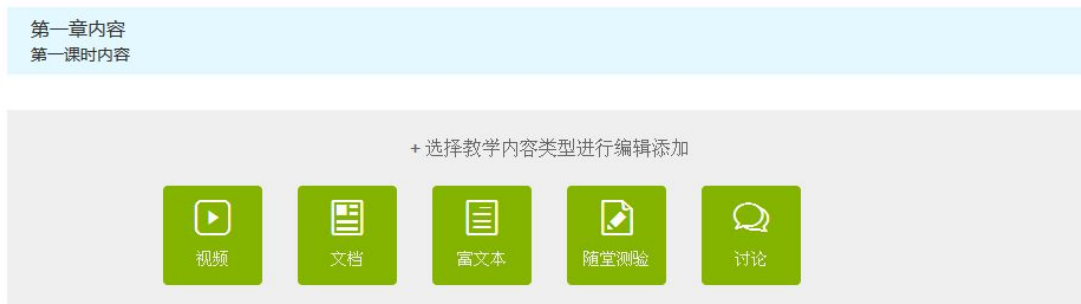 第一章内容
第一课时内容
+ 选择教学内容类型进行编辑添加
视频
文档
富文本
随堂测验
讨论